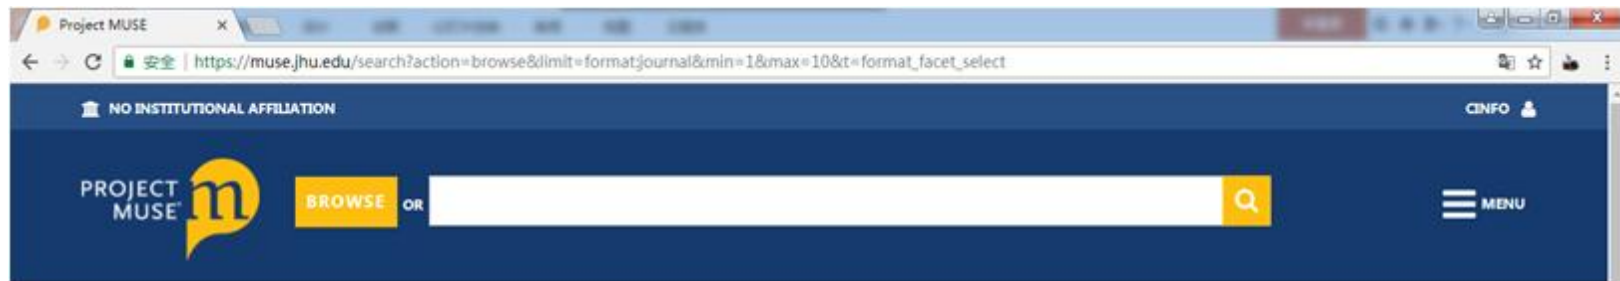 Project MUSE
安全 https://muse.jhu.edu/search?action=browse&limit=format:journal&min=1&max=10&t=format_facet_select
NO INSTITUTIONAL AFFILIATION CINFO
PROJECT MUSE m
BROWSE OR MENU